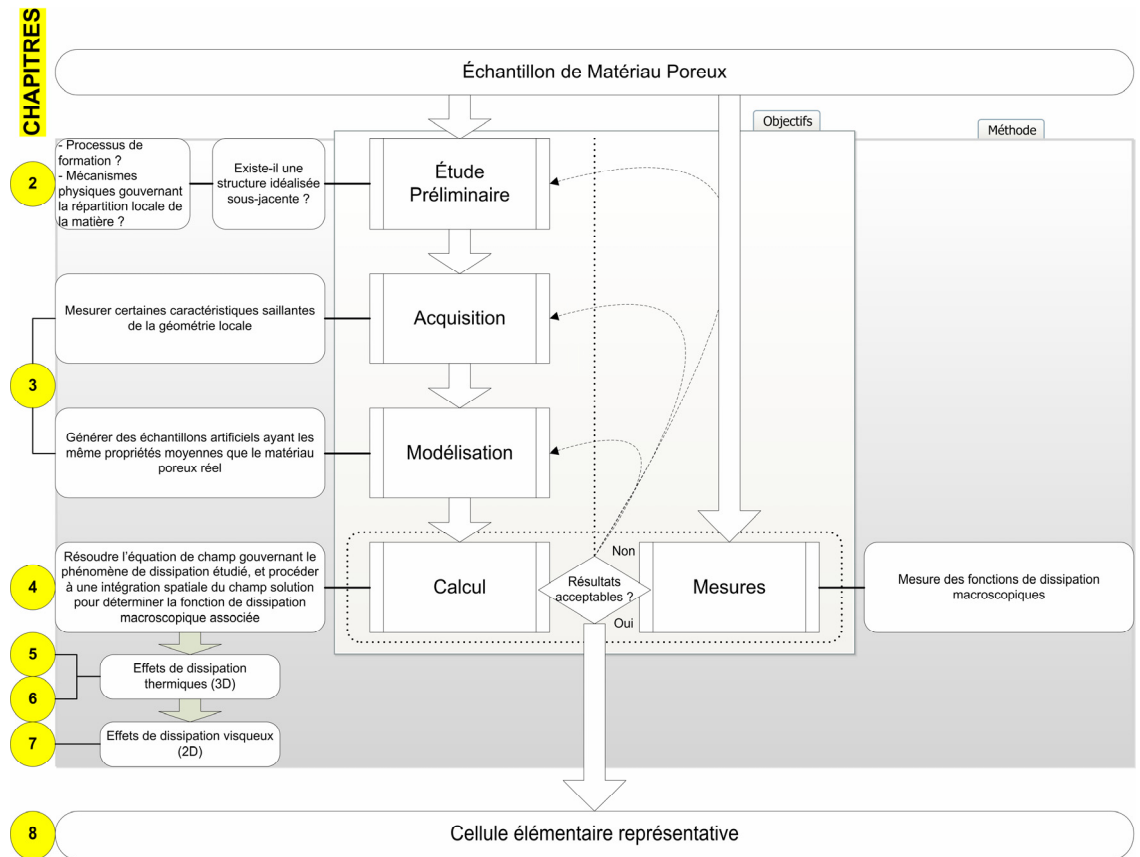 CHAPITRES
Échantillon de Matériau Poreux
Objectifs
Méthode
2
- Processus de
formation ?
- Mécanismes
physiques gouvernant
la répartition locale de
la matière ?
Existe-il une
structure idéalisée
sous-jacente ?
Étude
Préliminaire
3
Mesurer certaines caractéristiques saillantes
de la géométrie locale
Acquisition
Générer des échantillons artificiels ayant les
même propriétés moyennes que le matériau
poreux réel
Modélisation
4
Résoudre l'équation de champ gouvernant le
phénomène de dissipation étudié, et procéder
à une intégration spatiale du champ solution
pour déterminer la fonction de dissipation
macroscopique associée
Calcul
Non
Résultats
acceptables ?
Oui
Mesures
Mesure des fonctions de dissipation
macroscopiques
5
6
Effets de dissipation
thermiques (3D)
7
Effets de dissipation visqueux
(2D)
8
Cellule élémentaire représentative